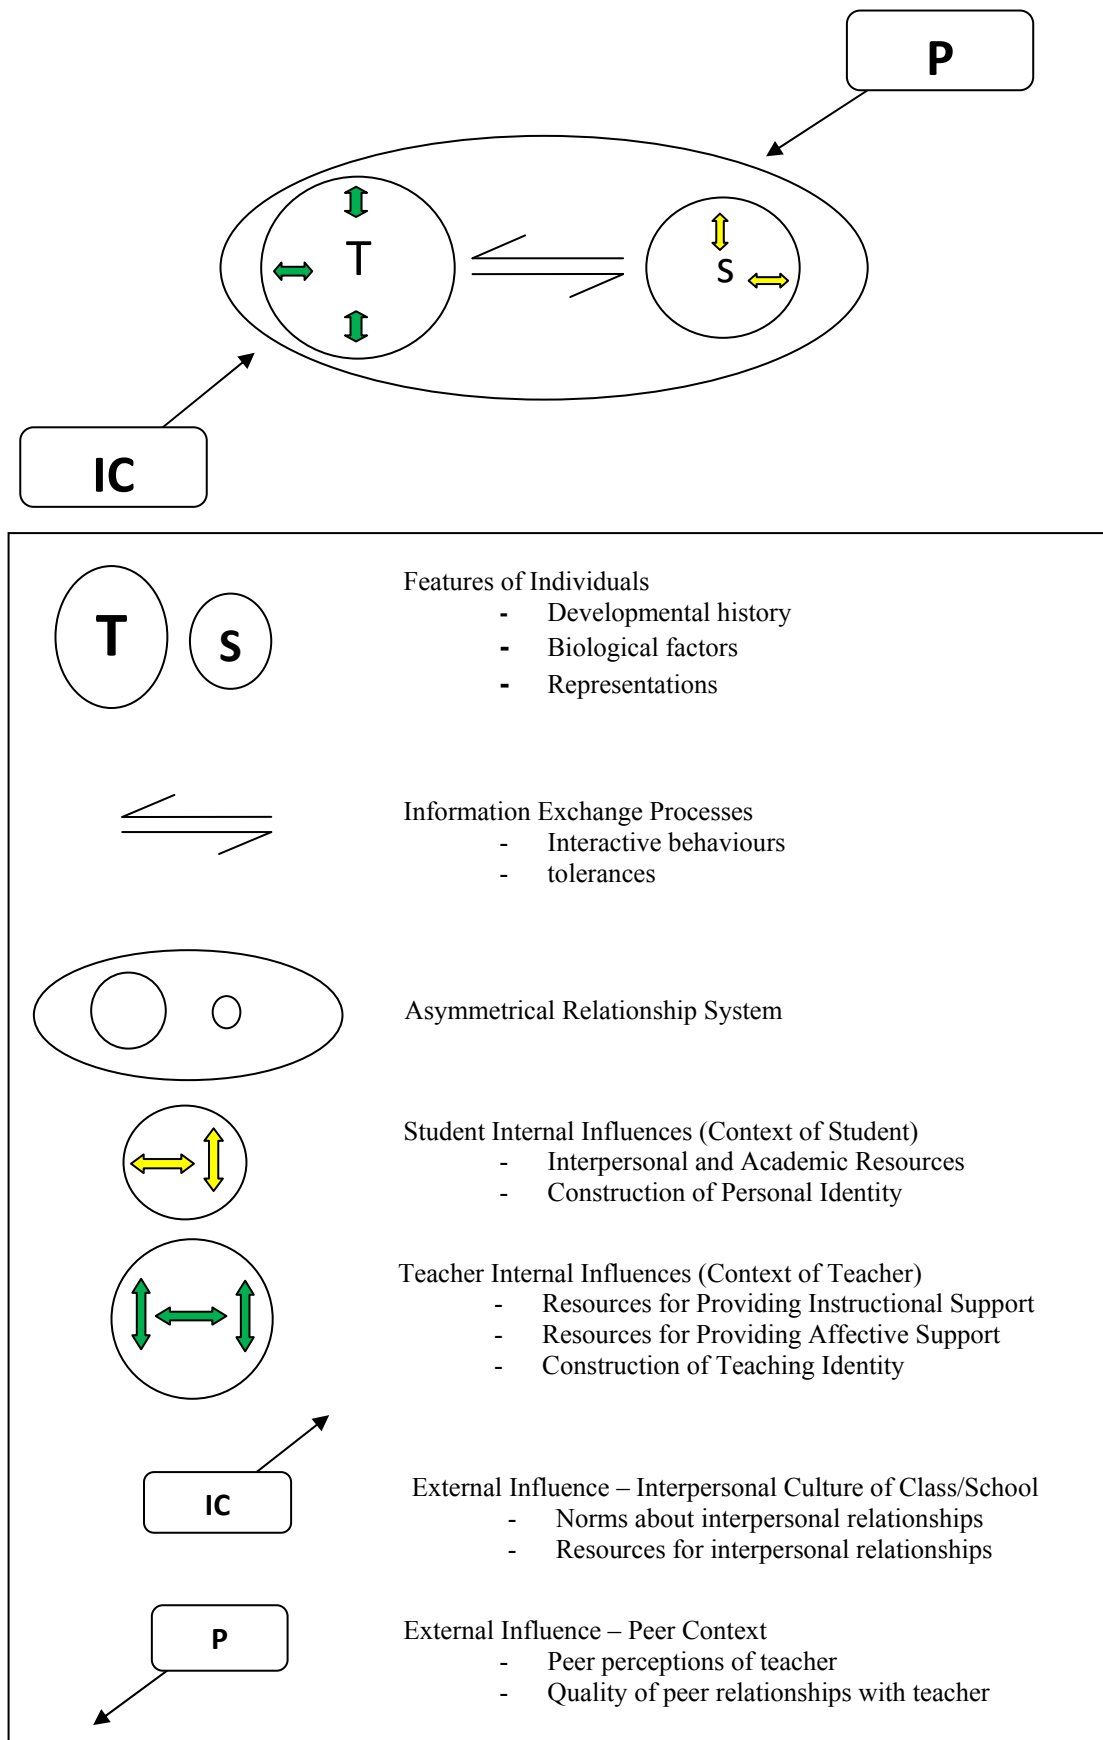 P
T
S
IC
T
S
Features of Individuals
- Developmental history
- Biological factors
- Representations
Information Exchange Processes
- Interactive behaviours
- tolerances
Asymmetrical Relationship System
Student Internal Influences (Context of Student)
- Interpersonal and Academic Resources
- Construction of Personal Identity
Teacher Internal Influences (Context of Teacher)
- Resources for Providing Instructional Support
- Resources for Providing Affective Support
- Construction of Teaching Identity
IC
External Influence – Interpersonal Culture of Class/School
- Norms about interpersonal relationships
- Resources for interpersonal relationships
P
External Influence – Peer Context
- Peer perceptions of teacher
- Quality of peer relationships with teacher